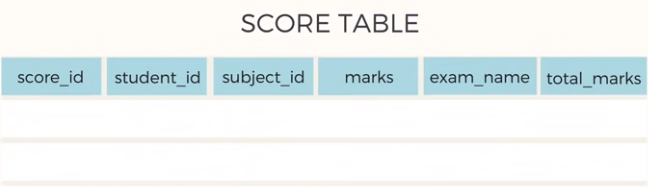 SCORE TABLE
score_id student_id subject_id marks exam_name total_marks